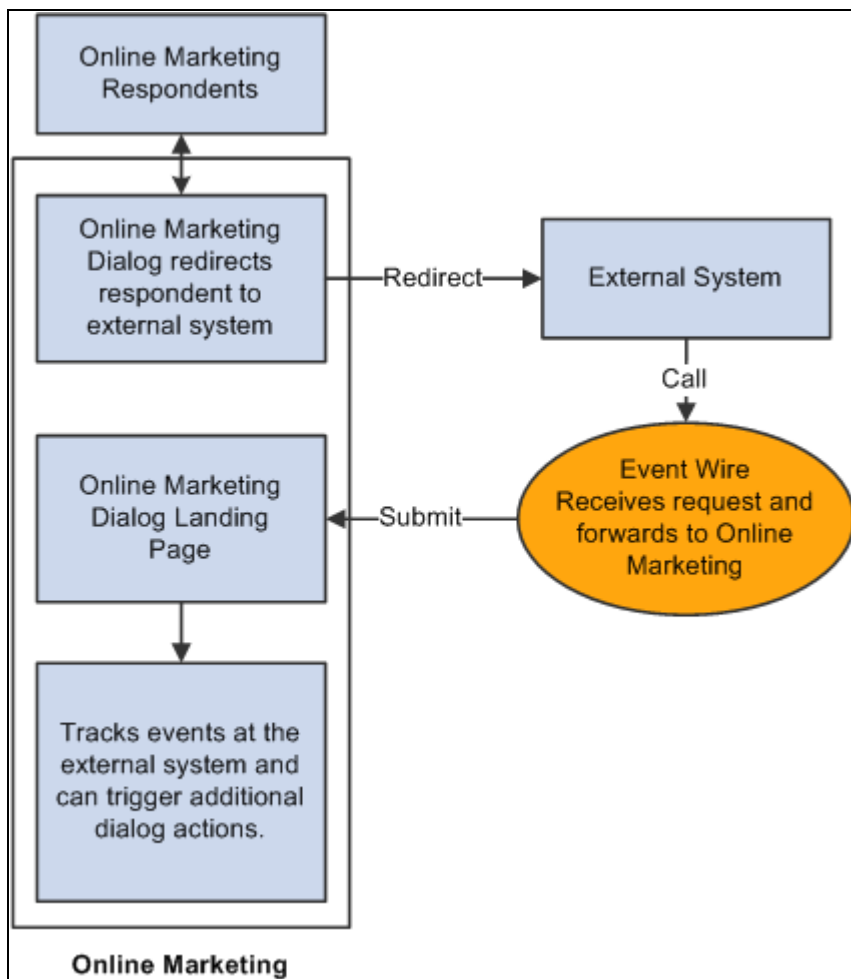 Online Marketing
Respondents
Online Marketing
Dialog redirects
respondent to
external system
Redirect
External System
Call
Event Wire
Receives request and
forwards to Online
Marketing
Submit
Online Marketing
Dialog Landing
Page
Tracks events at the
external system and
can trigger additional
dialog actions.
Online Marketing